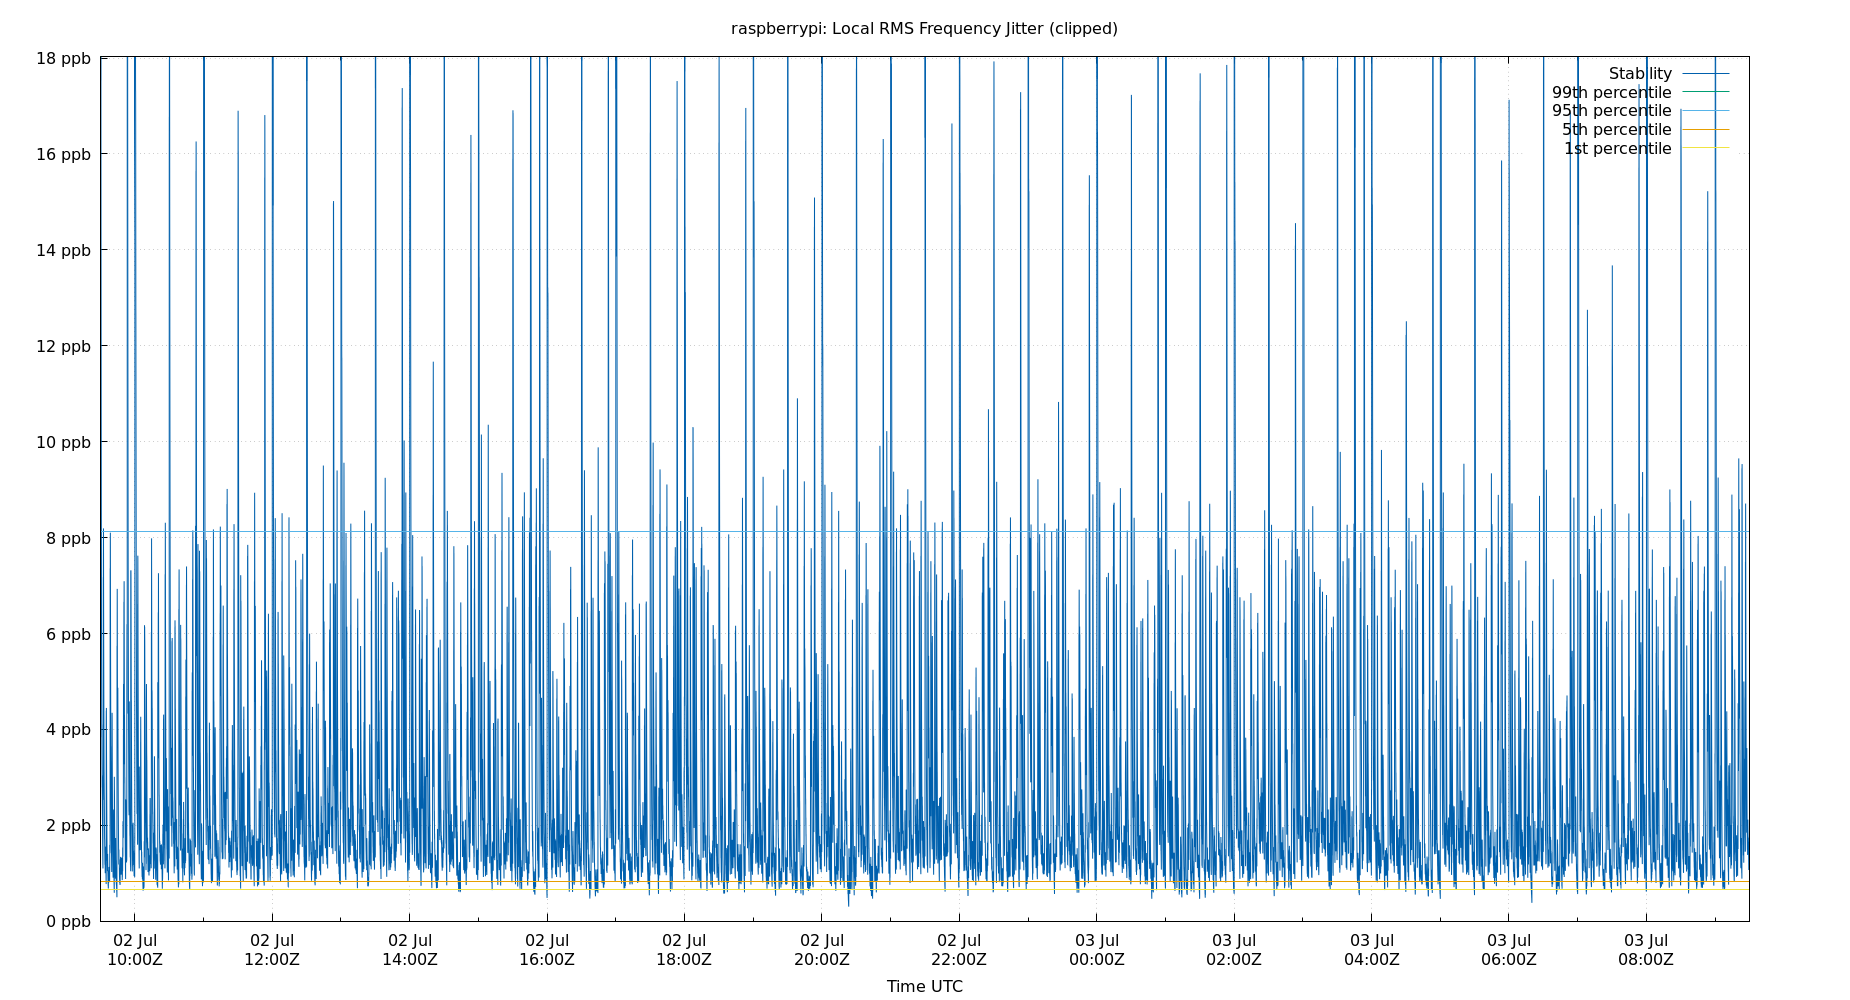 raspberrypi: Local RMS Frequency Jitter (clipped)
18 ppb
16 ppb
14 ppb
12 ppb
10 ppb
8 ppb
6 ppb
4 ppb
2 ppb
0 ppb
Stability
99th percentile
95th percentile
5th percentile
1st percentile
02 Jul 02 Jul 02 Jul 02 Jul 02 Jul 02 Jul 02 Jul 03 Jul 03 Jul 03 Jul 03 Jul 03 Jul
10:00Z 12:00Z 14:00Z 16:00Z 18:00Z 20:00Z 22:00Z 00:00Z 02:00Z 04:00Z 06:00Z 08:00Z
Time UTC